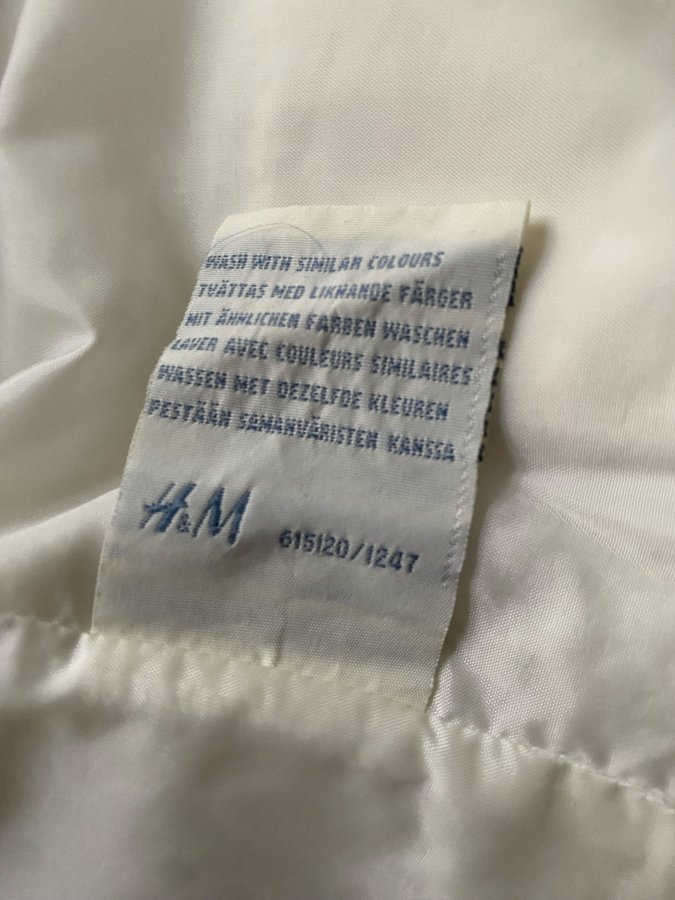 WASH WITH SIMILAR COLOURS
TVÄTTAS MED LIKNANDE FÄRGER
MIT ÄHNLICHEN FARBEN WASCHEN
LAVER AVEC COULEURS SIMILAIRES
WASSEN MET DEZELFDE KLEUREN
PESTÄÄN SAMANVÄRISTEN KANSSA
H&M 615120/1247